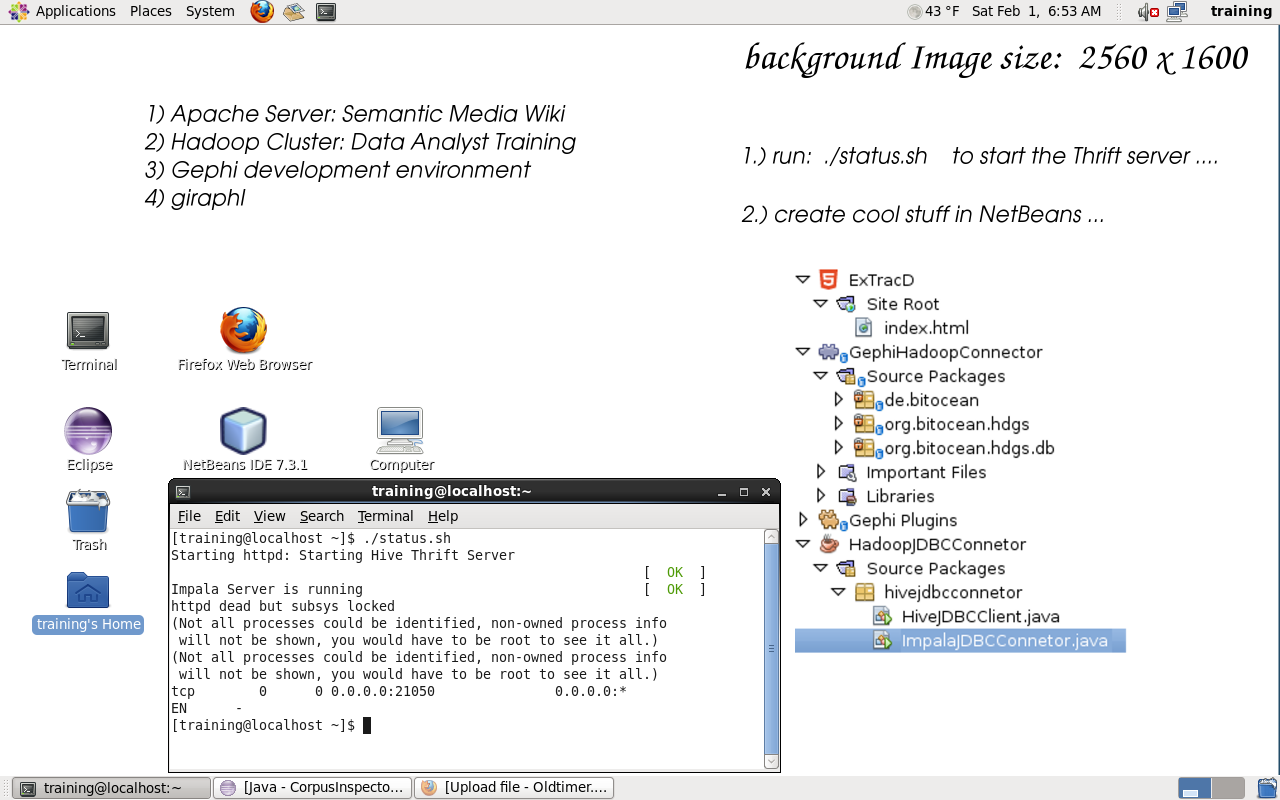 Applications Places System 43 °F Sat Feb 1, 6:53 AM training
background Image size: 2560 x 1600
1) Apache Server: Semantic Media Wiki
2) Hadoop Cluster: Data Analyst Training
3) Gephi development environment
4) giraphl
1.) run: ./status.sh to start the Thrift server ....
2.) create cool stuff in NetBeans ...
Terminal
Firefox Web Browser
Eclipse
NetBeans IDE 7.3.1
Computer
Trash
training's Home
ExTracD
Site Root
index.html
GephiHadoopConnector
Source Packages
de.bitocean
org.bitocean.hdgs
org.bitocean.hdgs.db
Important Files
Libraries
Gephi Plugins
HadoopJDBCConnetor
Source Packages
hivejdbcconnetor
HiveJDBCClient.java
ImpalaJDBCConnetor.java
training@localhost:~
File Edit View Search Terminal Help
[training@localhost ~]$ ./status.sh
Starting httpd: Starting Hive Thrift Server
[ OK ]
Impala Server is running [ OK ]
httpd dead but subsys locked
(Not all processes could be identified, non-owned process info
will not be shown, you would have to be root to see it all.)
(Not all processes could be identified, non-owned process info
will not be shown, you would have to be root to see it all.)
tcp 0 0 0.0.0.0:21050 0.0.0.0:*
EN -
[training@localhost ~]$
training@localhost:~ [Java - CorpusInspecto... [Upload file - Oldtimer....